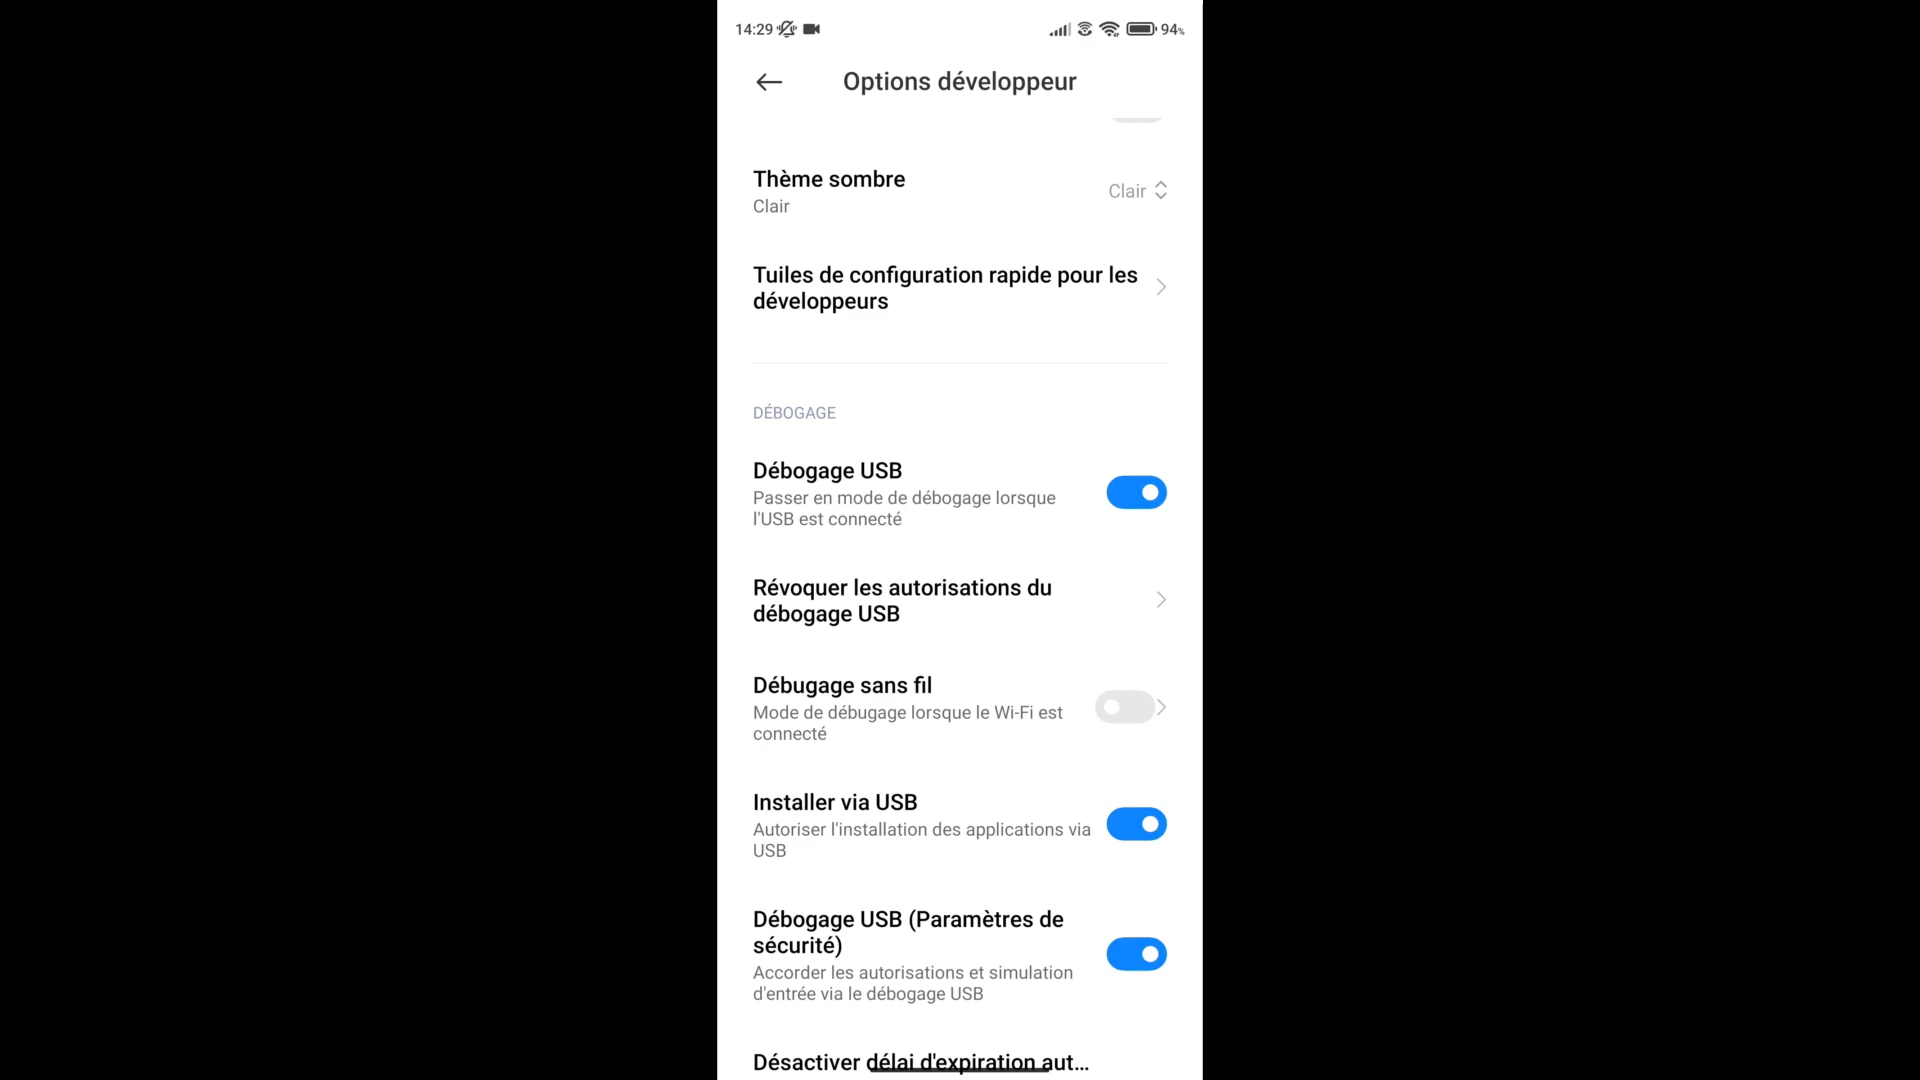 14:29 94%
Options développeur
Thème sombre
Clair
Clair
Tuiles de configuration rapide pour les
développeurs
DÉBOGAGE
Débogage USB
Passer en mode de débogage lorsque
l'USB est connecté
Révoquer les autorisations du
débogage USB
Débugage sans fil
Mode de débugage lorsque le Wi-Fi est
connecté
Installer via USB
Autoriser l'installation des applications via
USB
Débogage USB (Paramètres de
sécurité)
Accorder les autorisations et simulation
d'entrée via le débogage USB
Désactiver délai d'expiration aut...